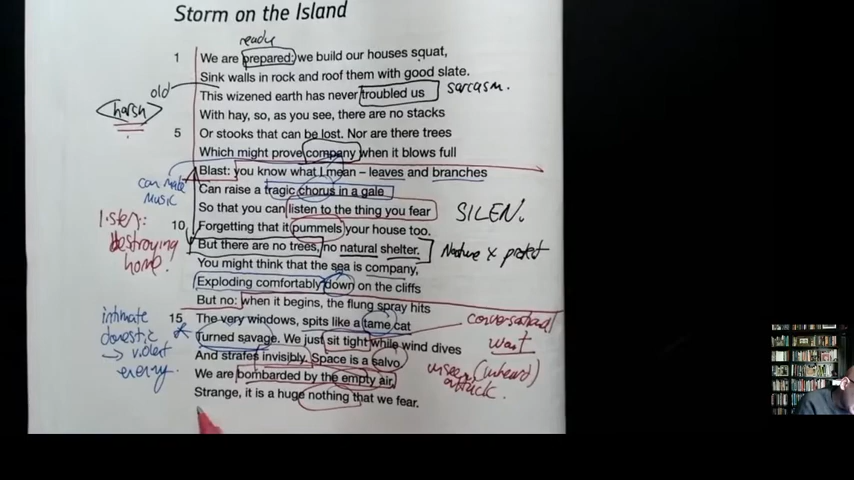 Storm on the Island
ready
1 We are prepared: we build our houses squat,
Sink walls in rock and roof them with good slate.
old
This wizened earth has never troubled us
sarcasm.
harsh
With hay, so, as you see, there are no stacks
5 Or stooks that can be lost. Nor are there trees
Which might prove company when it blows full
Blast: you know what I mean – leaves and branches
can make
music
Can raise a tragic chorus in a gale
So that you can listen to the thing you fear
SILEN.
listen:
destroying
home.
10 Forgetting that it pummels your house too.
But there are no trees, no natural shelter.
Nature x protect
You might think that the sea is company,
Exploding comfortably down on the cliffs
But no: when it begins, the flung spray hits
intimate
domestic
→ violent
enemy.
15 The very windows, spits like a tame cat
conversational
Turned savage. We just sit tight while wind dives
wait
And strafes invisibly. Space is a salvo,
unseen (unheard)
attack.
We are bombarded by the empty air.
Strange, it is a huge nothing that we fear.